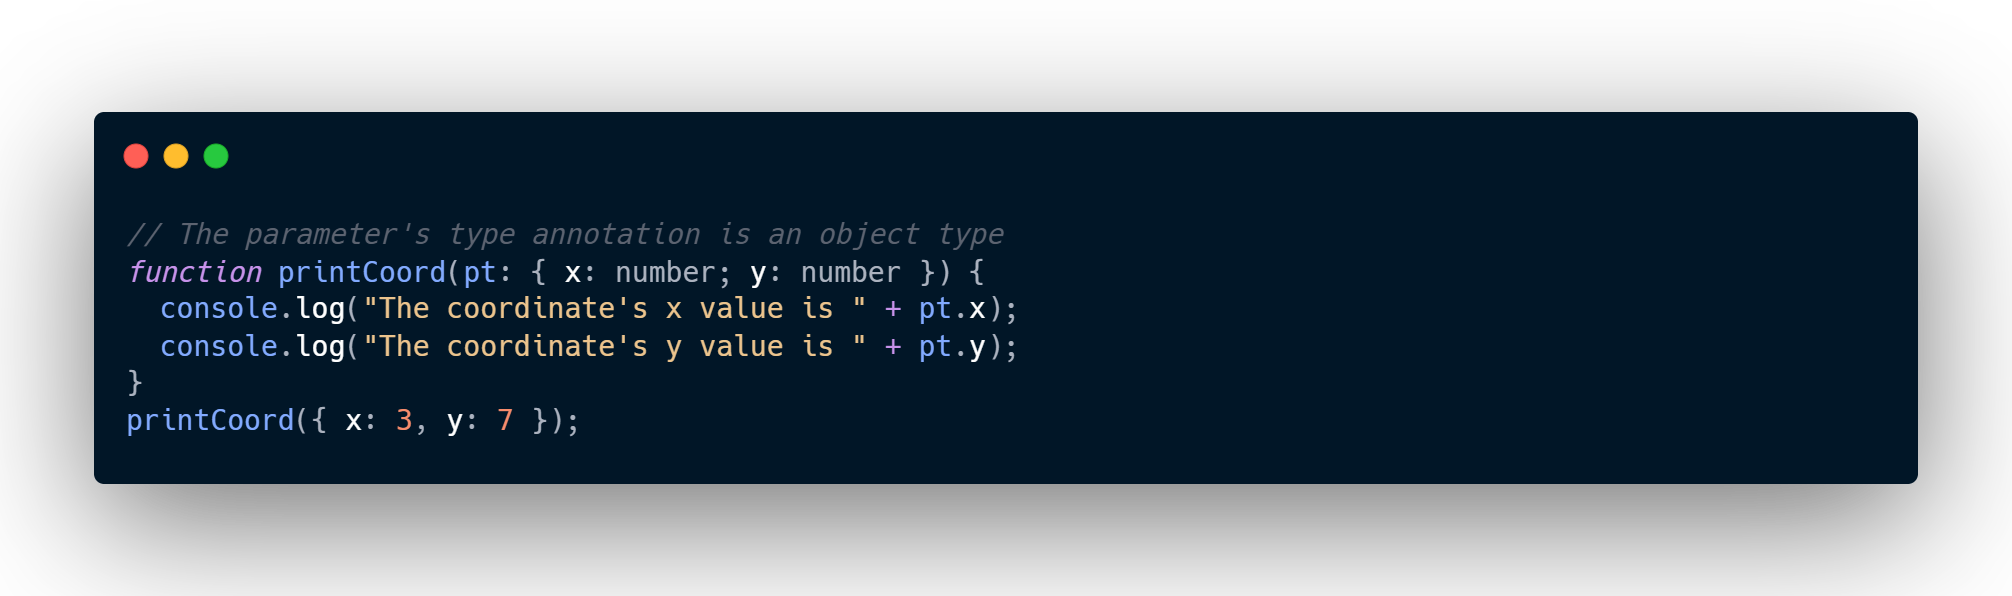 // The parameter's type annotation is an object type
function printCoord(pt: { x: number; y: number }) {
  console.log("The coordinate's x value is " + pt.x);
  console.log("The coordinate's y value is " + pt.y);
}
printCoord({ x: 3, y: 7 });